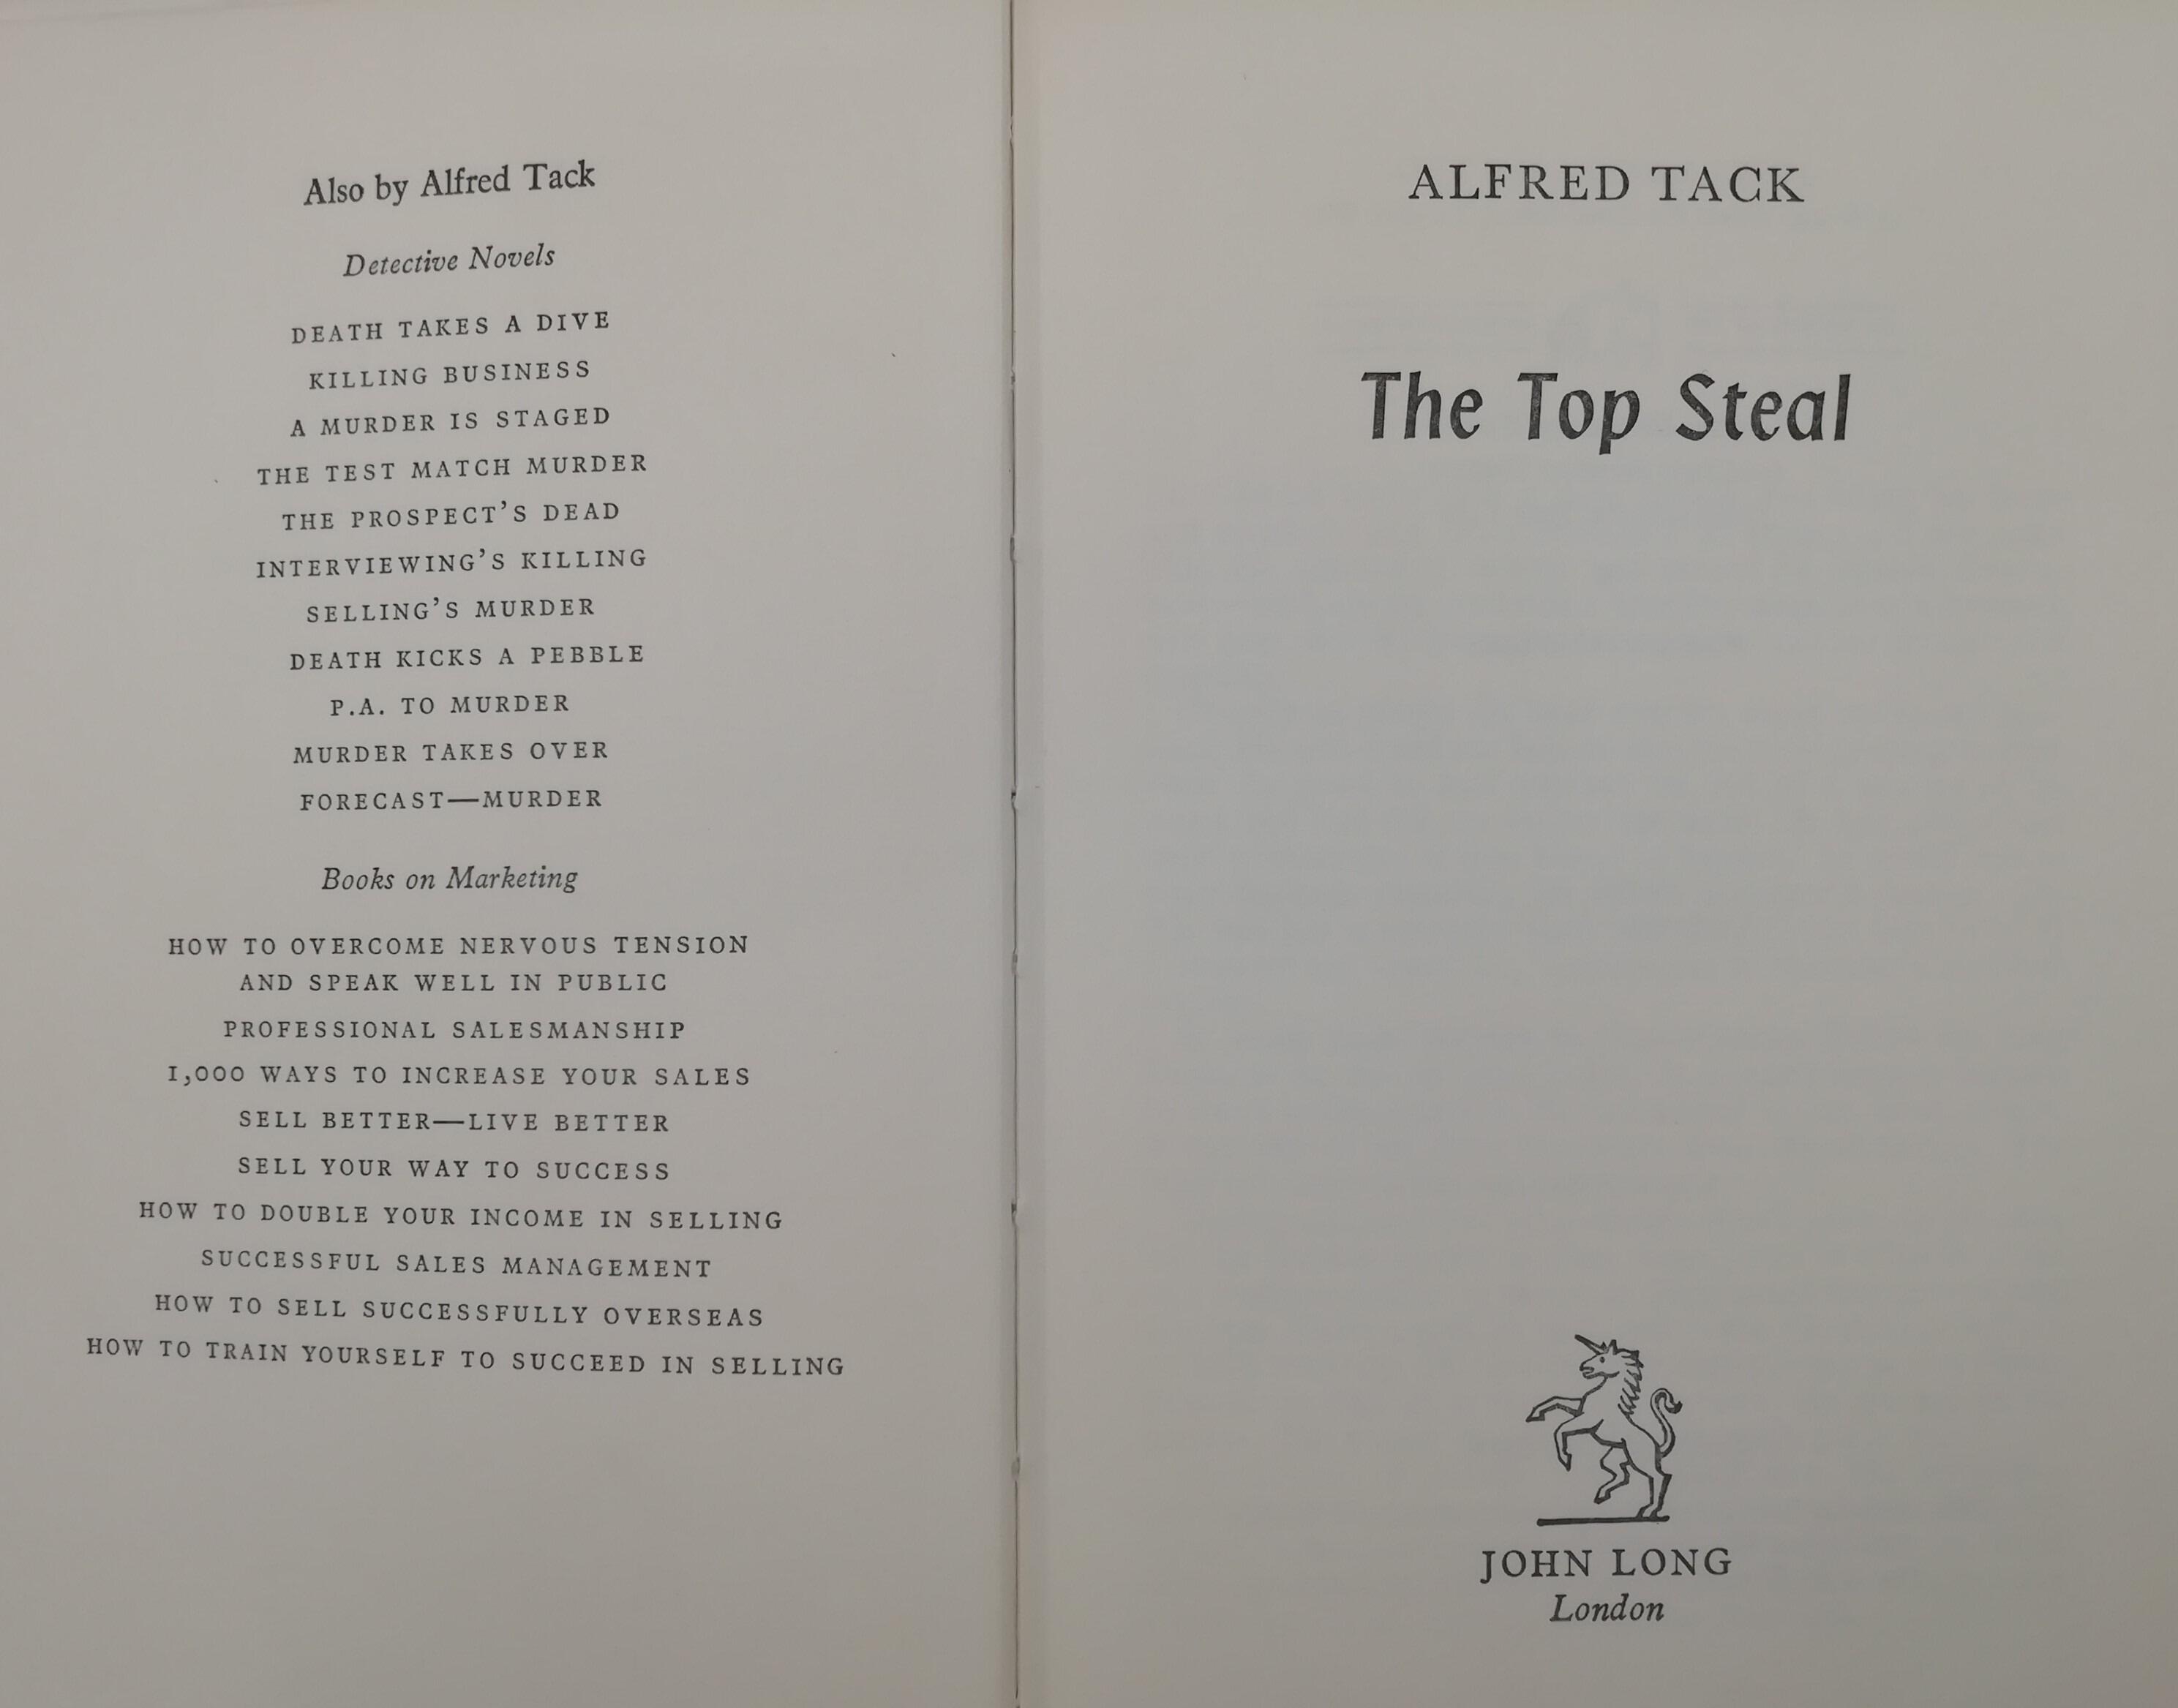 Also by Alfred Tack
Detective Novels
DEATH TAKES A DIVE
KILLING BUSINESS
A MURDER IS STAGED
THE TEST MATCH MURDER
THE PROSPECT’S DEAD
INTERVIEWING’S KILLING
SELLING’S MURDER
DEATH KICKS A PEBBLE
P.A. TO MURDER
MURDER TAKES OVER
FORECAST—MURDER
Books on Marketing
HOW TO OVERCOME NERVOUS TENSION
AND SPEAK WELL IN PUBLIC
PROFESSIONAL SALESMANSHIP
1,000 WAYS TO INCREASE YOUR SALES
SELL BETTER—LIVE BETTER
SELL YOUR WAY TO SUCCESS
HOW TO DOUBLE YOUR INCOME IN SELLING
SUCCESSFUL SALES MANAGEMENT
HOW TO SELL SUCCESSFULLY OVERSEAS
HOW TO TRAIN YOURSELF TO SUCCEED IN SELLING
ALFRED TACK
The Top Steal
JOHN LONG
London